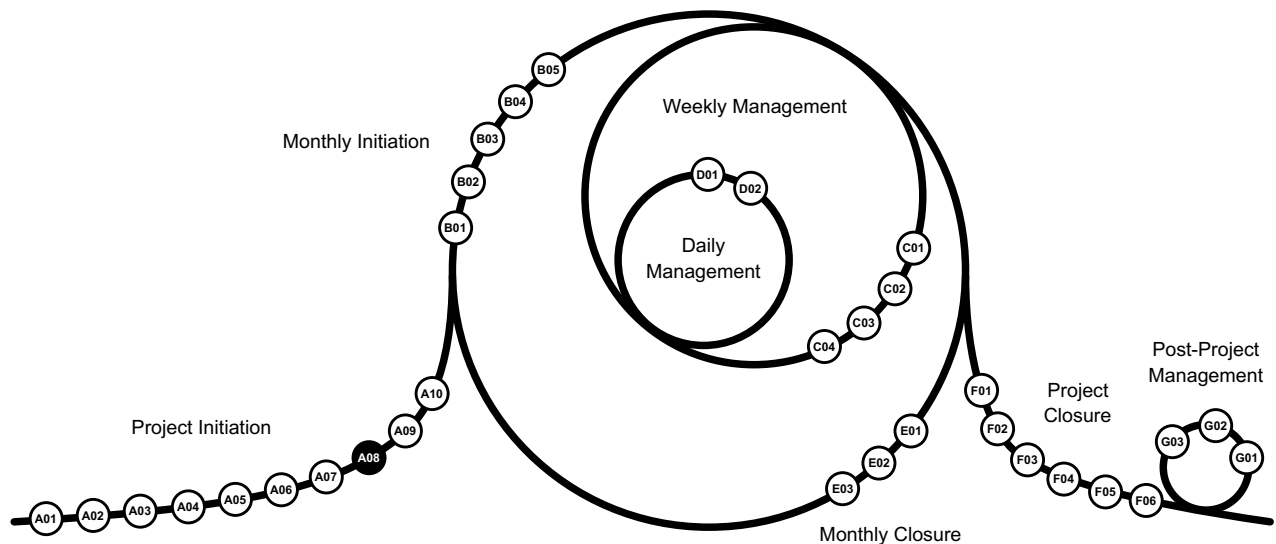 B05
B04
B03
B02
B01
Monthly Initiation
Weekly Management
D01
D02
Daily
Management
C01
C02
C03
C04
Project Initiation
A01
A02
A03
A04
A05
A06
A07
A08
A09
A10
E01
E02
E03
Monthly Closure
F01
F02
F03
F04
F05
F06
Project
Closure
Post-Project
Management
G03
G02
G01